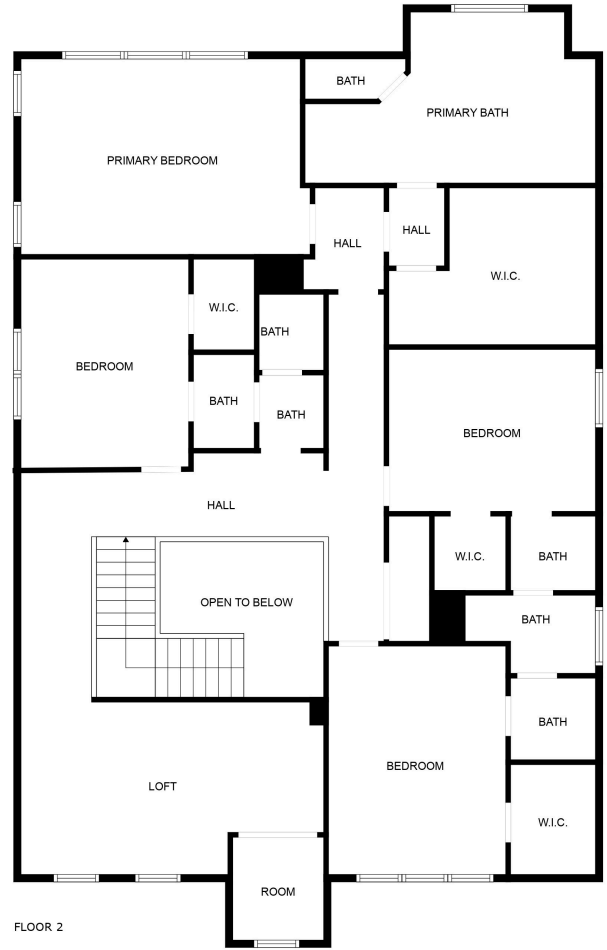 BATH
PRIMARY BATH
PRIMARY BEDROOM
HALL
HALL
W.I.C.
W.I.C.
BATH
BEDROOM
BATH
BATH
BEDROOM
HALL
W.I.C.
BATH
OPEN TO BELOW
BATH
BATH
BEDROOM
LOFT
W.I.C.
ROOM
FLOOR 2